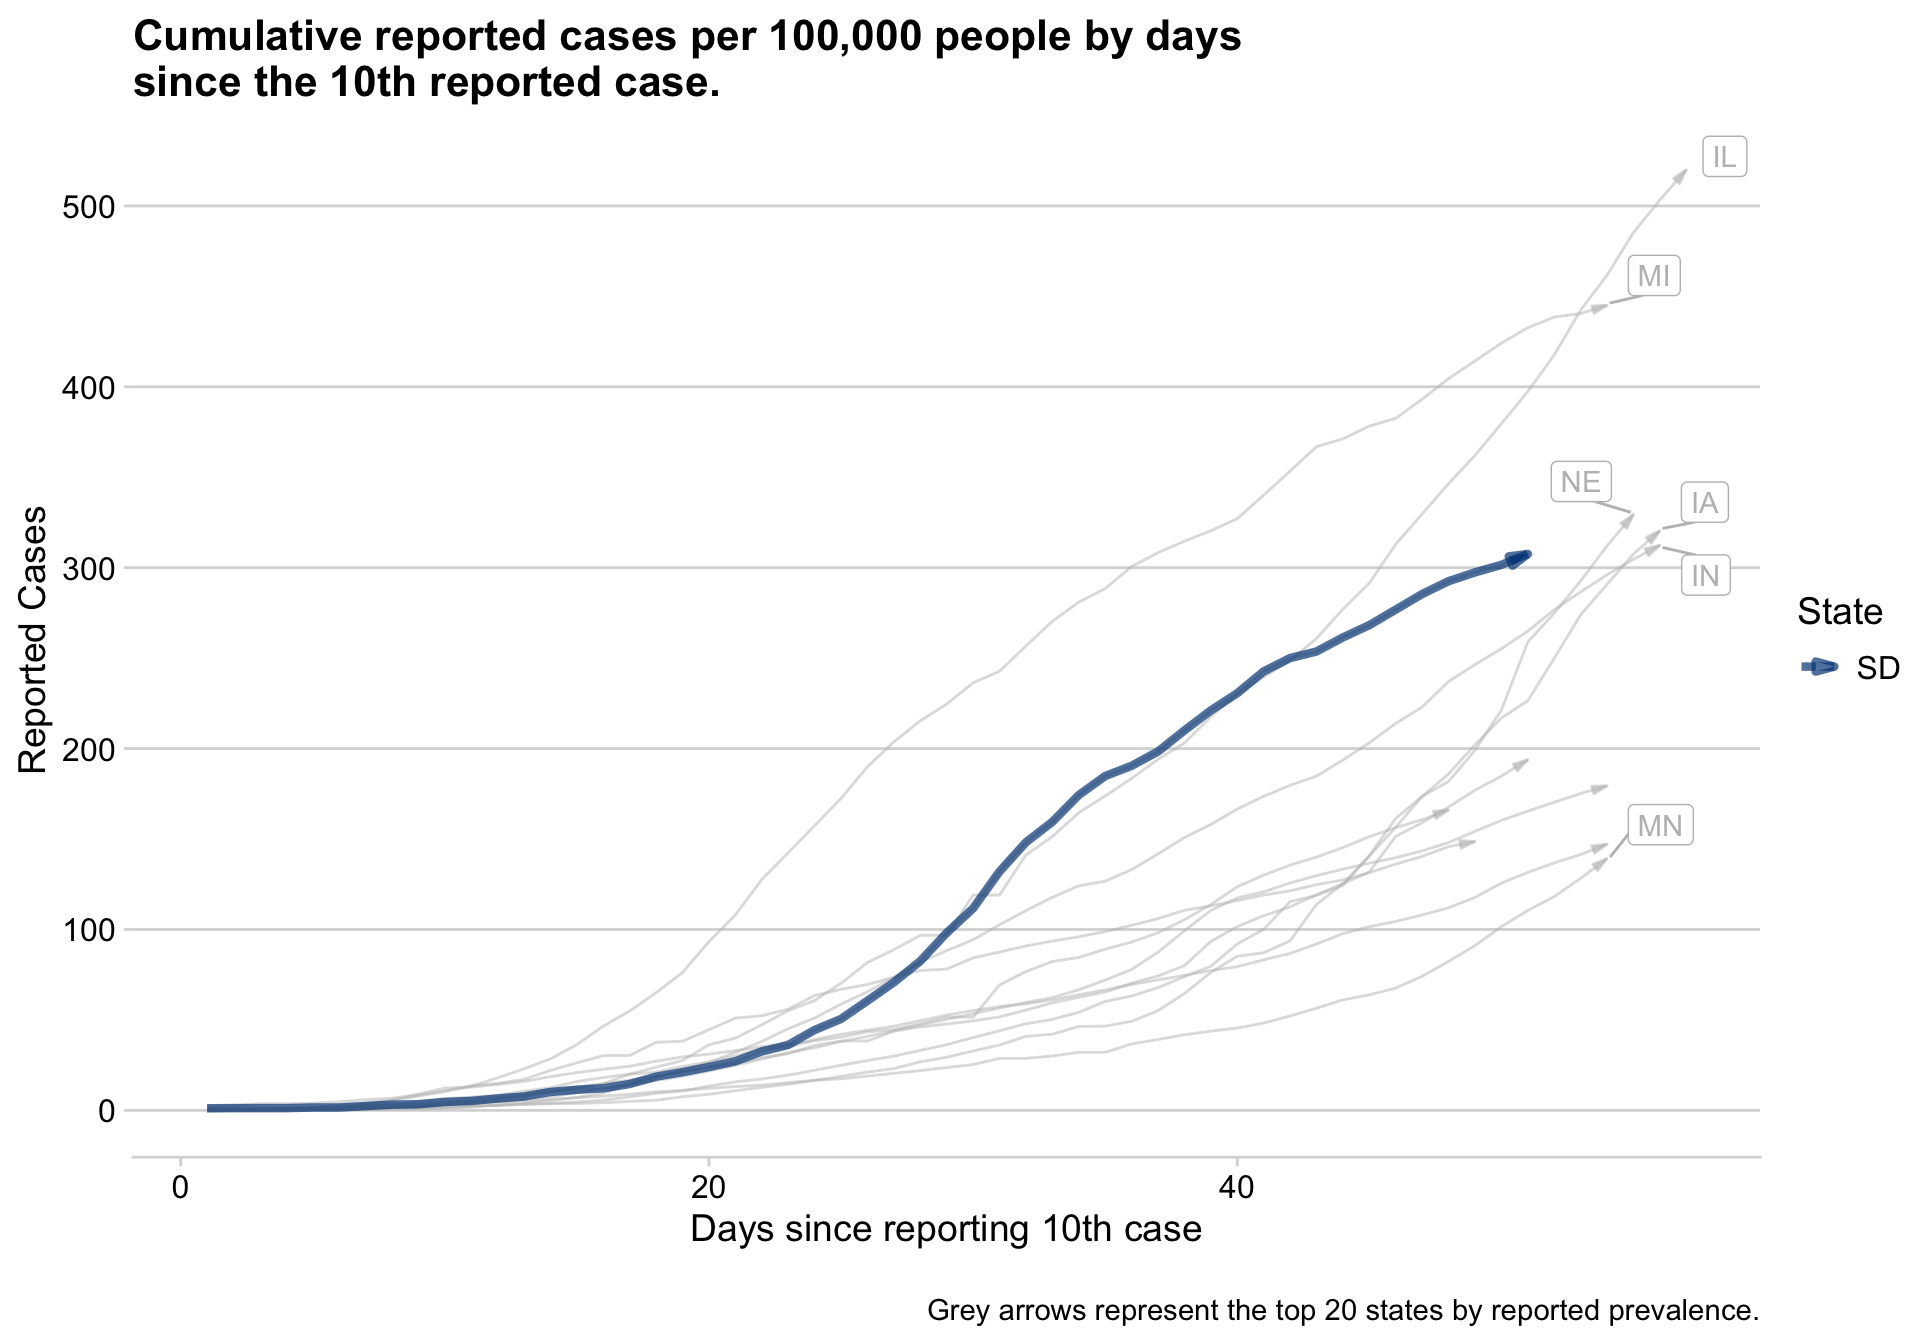 Cumulative reported cases per 100,000 people by days
since the 10th reported case.
IL
500
MI
400
NE
IA
300
IN
Reported Cases
State
SD
200
MN
100
0
0
20
40
Days since reporting 10th case
Grey arrows represent the top 20 states by reported prevalence.